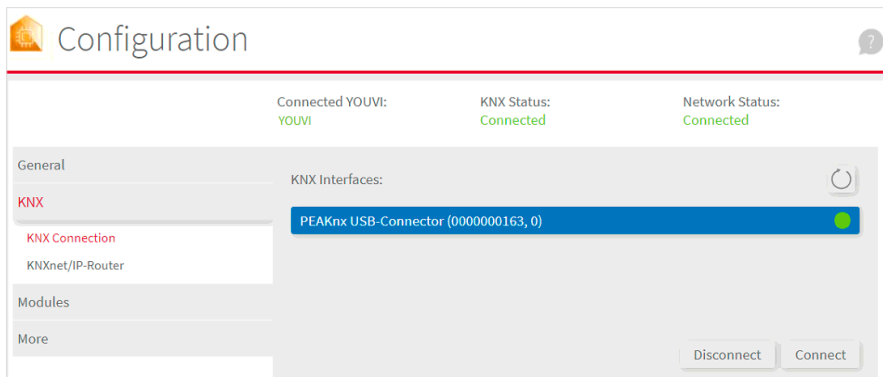 Configuration
?
Connected YOUVI: KNX Status: Network Status:
YOUVI Connected Connected
General
KNX
KNX Connection
KNXnet/IP-Router
Modules
More
KNX Interfaces:
PEAKnx USB-Connector (0000000163, 0)
Disconnect Connect